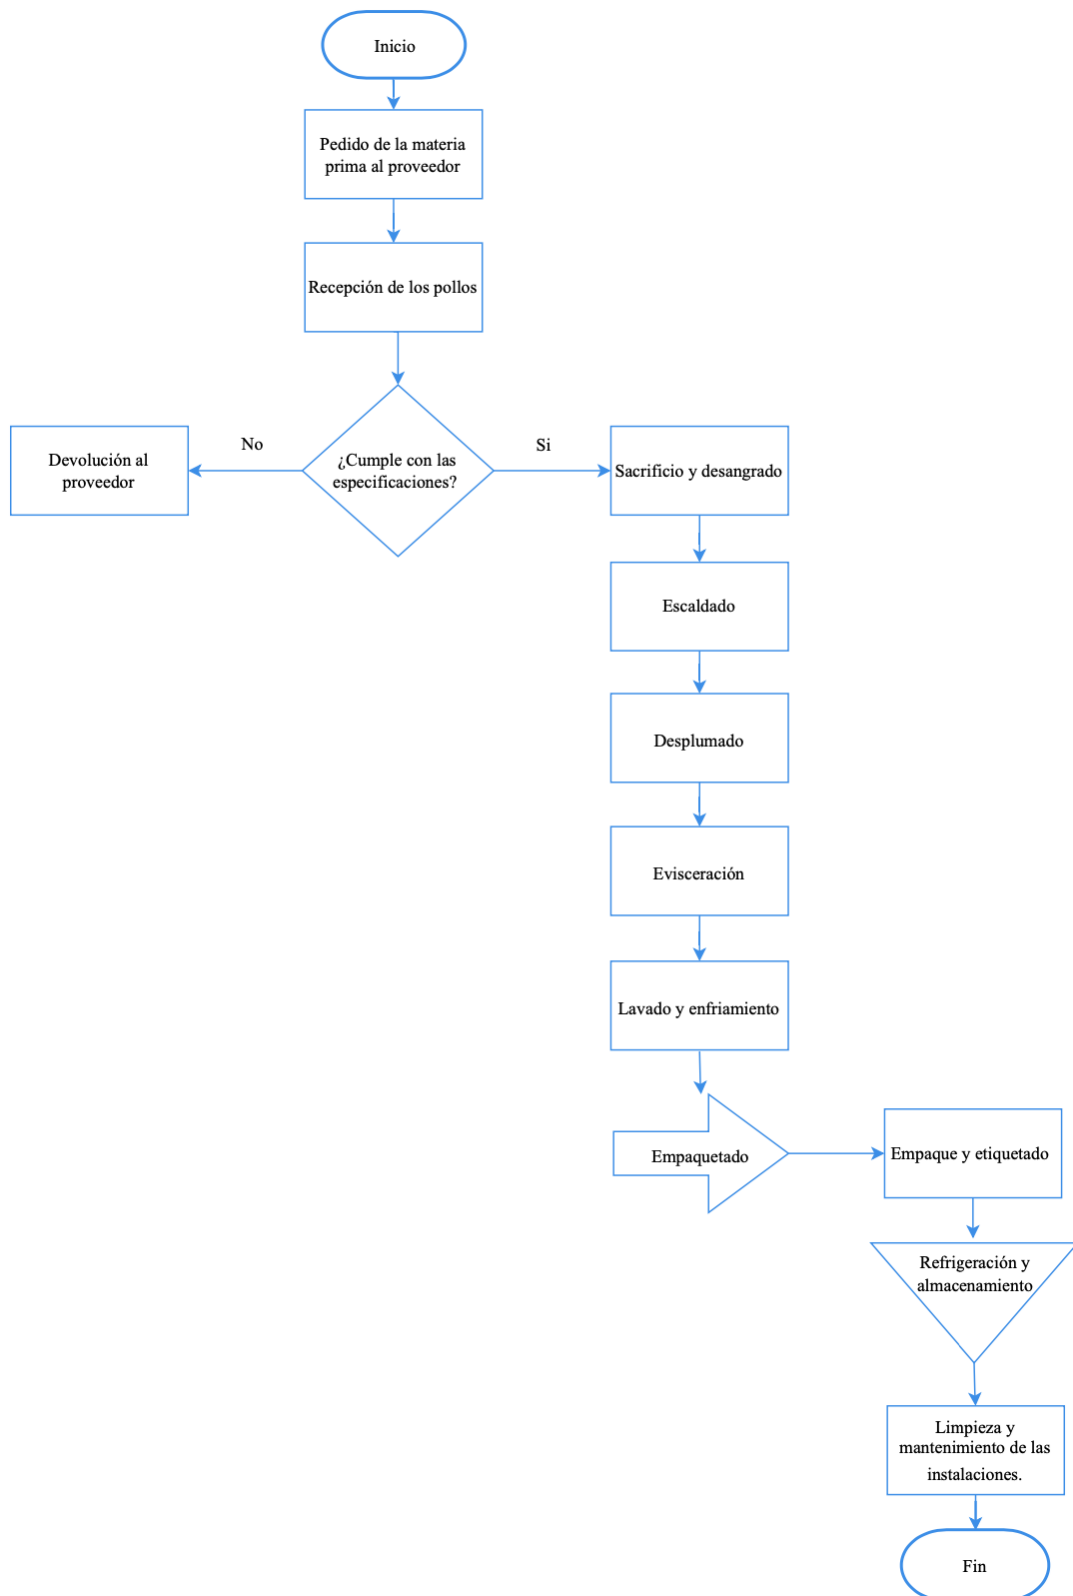 Inicio
Pedido de la materia
prima al proveedor
Recepción de los pollos
¿Cumple con las
especificaciones?
No
Si
Devolución al
proveedor
Sacrificio y desangrado
Escaldado
Desplumado
Evisceración
Lavado y enfriamiento
Empaquetado
Empaque y etiquetado
Refrigeración y
almacenamiento
Limpieza y
mantenimiento de las
instalaciones.
Fin